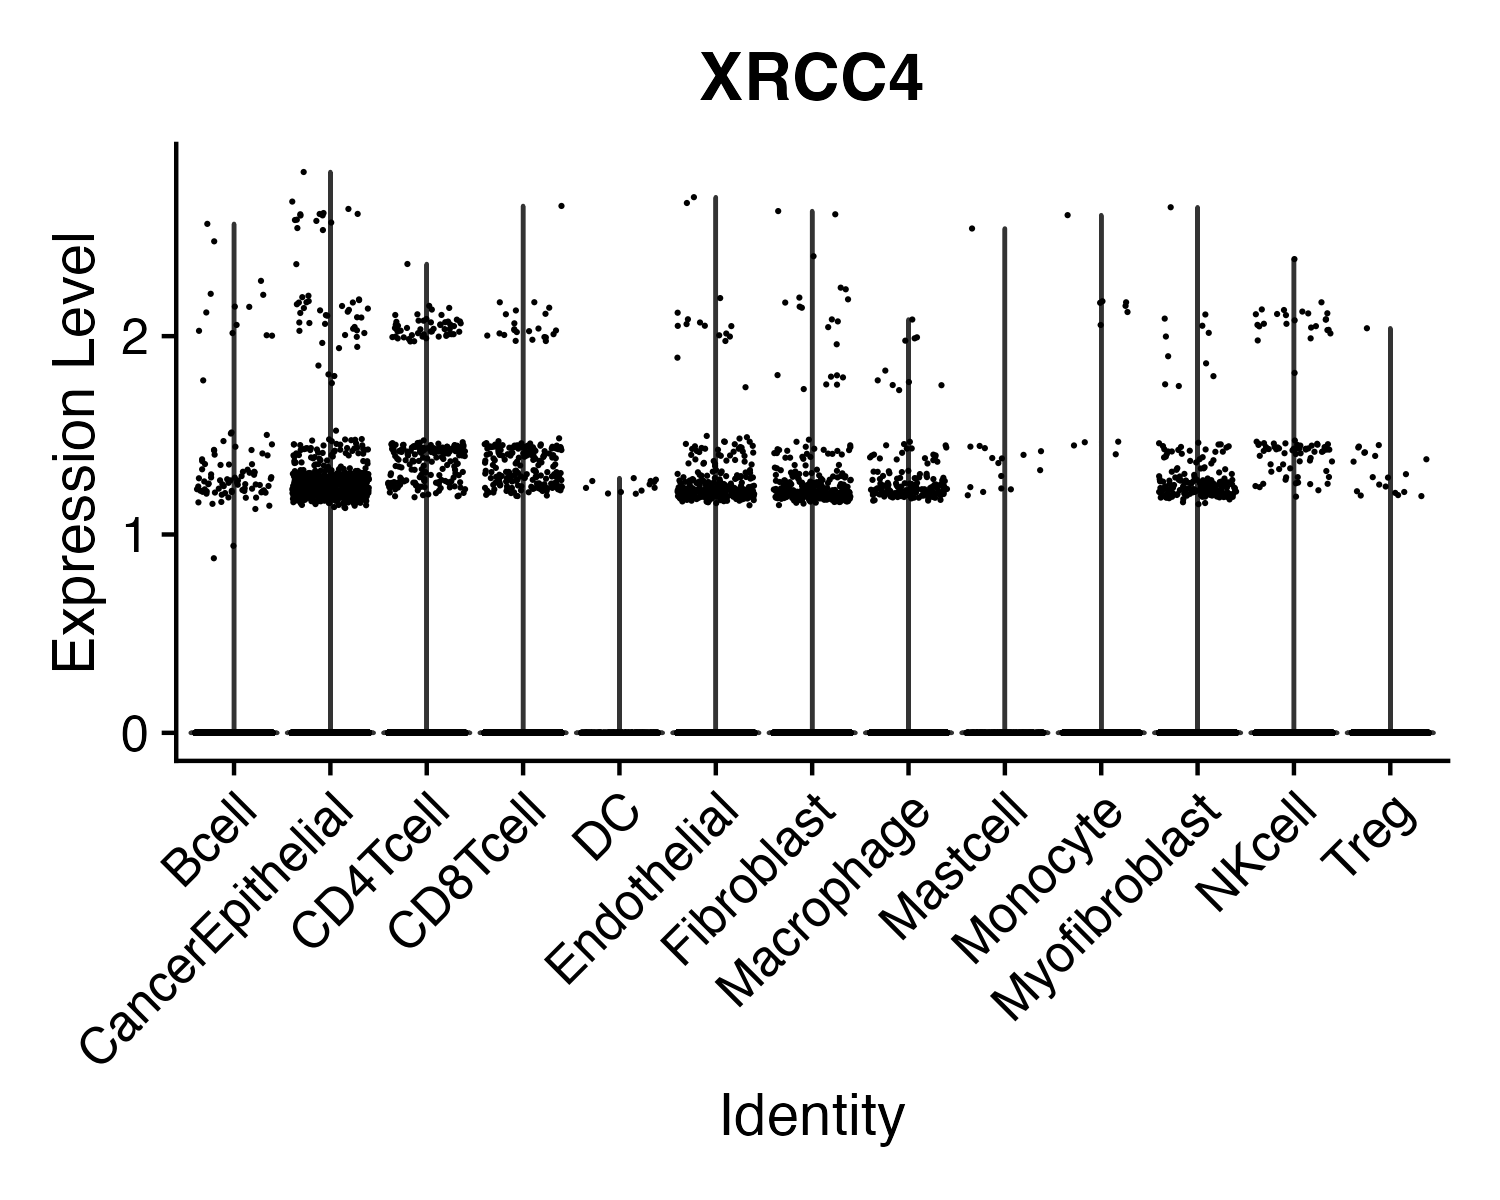 XRCC4
Expression Level
2
1
0
Bcell
CancerEpithelial
CD4Tcell
CD8Tcell
DC
Endothelial
Fibroblast
Macrophage
Mastcell
Monocyte
Myofibroblast
NKcell
Treg
Identity